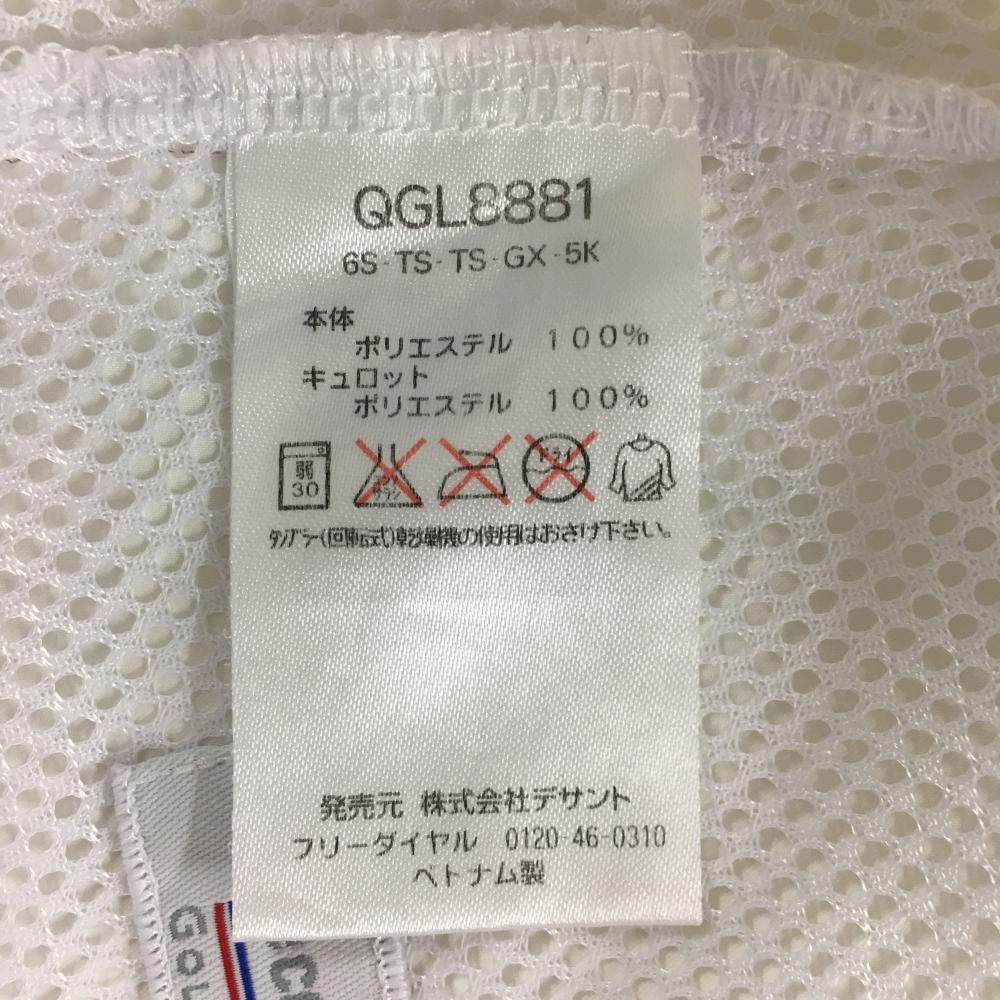 QGL8881
6S-TS-TS-GX-5K
本体
ポリエステル 100%
キュロット
ポリエステル 100%
弱
30
ドライ
タンブラー(回転式)乾燥機の使用はおさけ下さい。
発売元 株式会社デサント
フリーダイヤル 0120-46-0310
ベトナム製
GOL